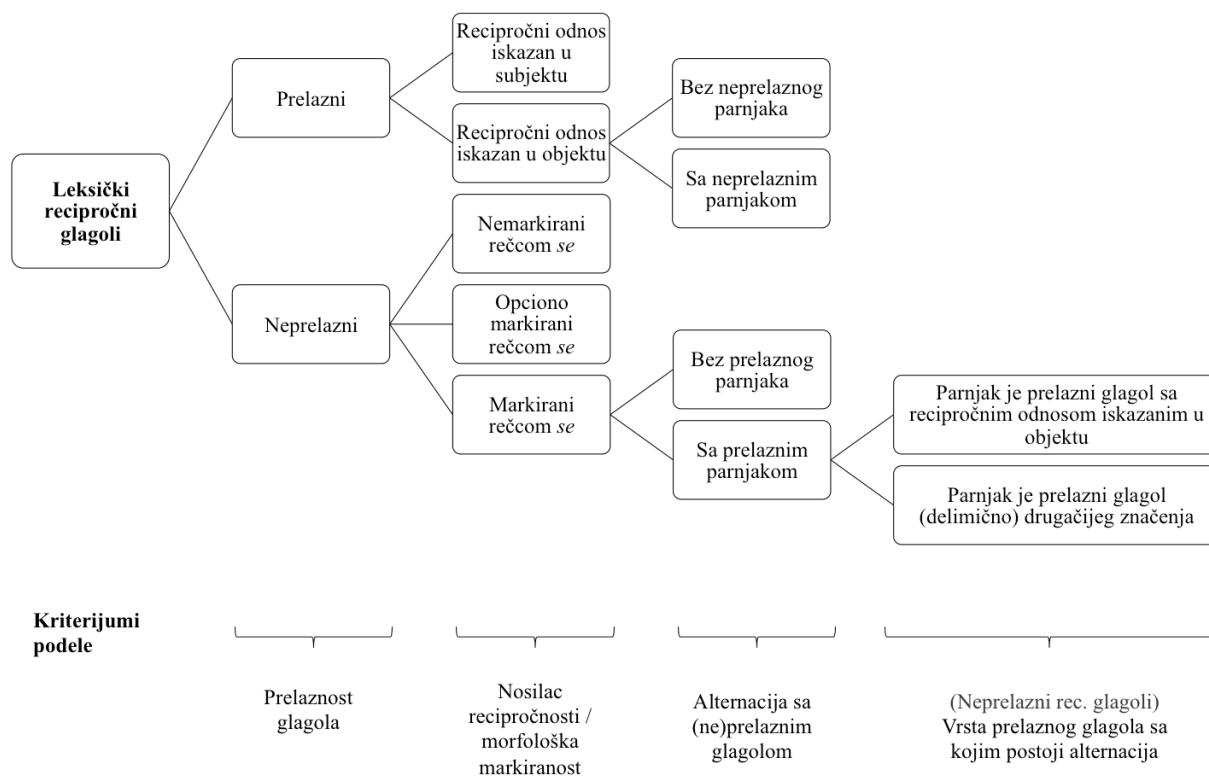 Leksički
recipročni
glagoli
Prelazni
Neprelazni
Recipročni odnos
iskazan u
subjektu
Recipročni odnos
iskazan u objektu
Nemarkirani
rečcom se
Opciono
markirani
rečcom se
Markirani
rečcom se
Bez neprelaznog
parnjaka
Sa neprelaznim
parnjakom
Bez prelaznog
parnjaka
Sa prelaznim
parnjakom
Parnjak je prelazni glagol sa
recipročnim odnosom iskazanim u
objektu
Parnjak je prelazni glagol
(delimično) drugačijeg značenja
Kriterijumi
podele
Prelaznost
glagola
Nosilac
recipročnosti /
morfološka
markiranost
Alternacija sa
(ne)prelaznim
glagolom
(Neprelazni rec. glagoli)
Vrsta prelaznog glagola sa
kojim postoji alternacija